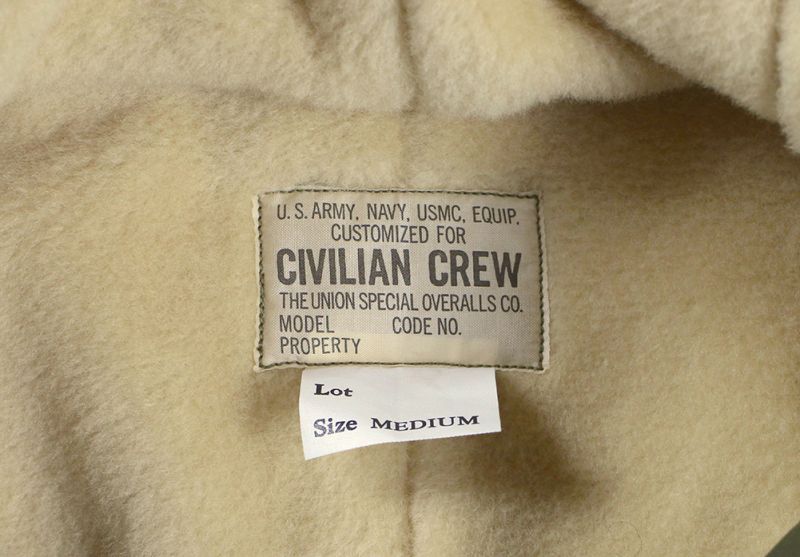 U. S. ARMY, NAVY, USMC, EQUIP.
CUSTOMIZED FOR
CIVILIAN CREW
THE UNION SPECIAL OVERALLS CO.
MODEL CODE NO.
PROPERTY
Lot
Size MEDIUM